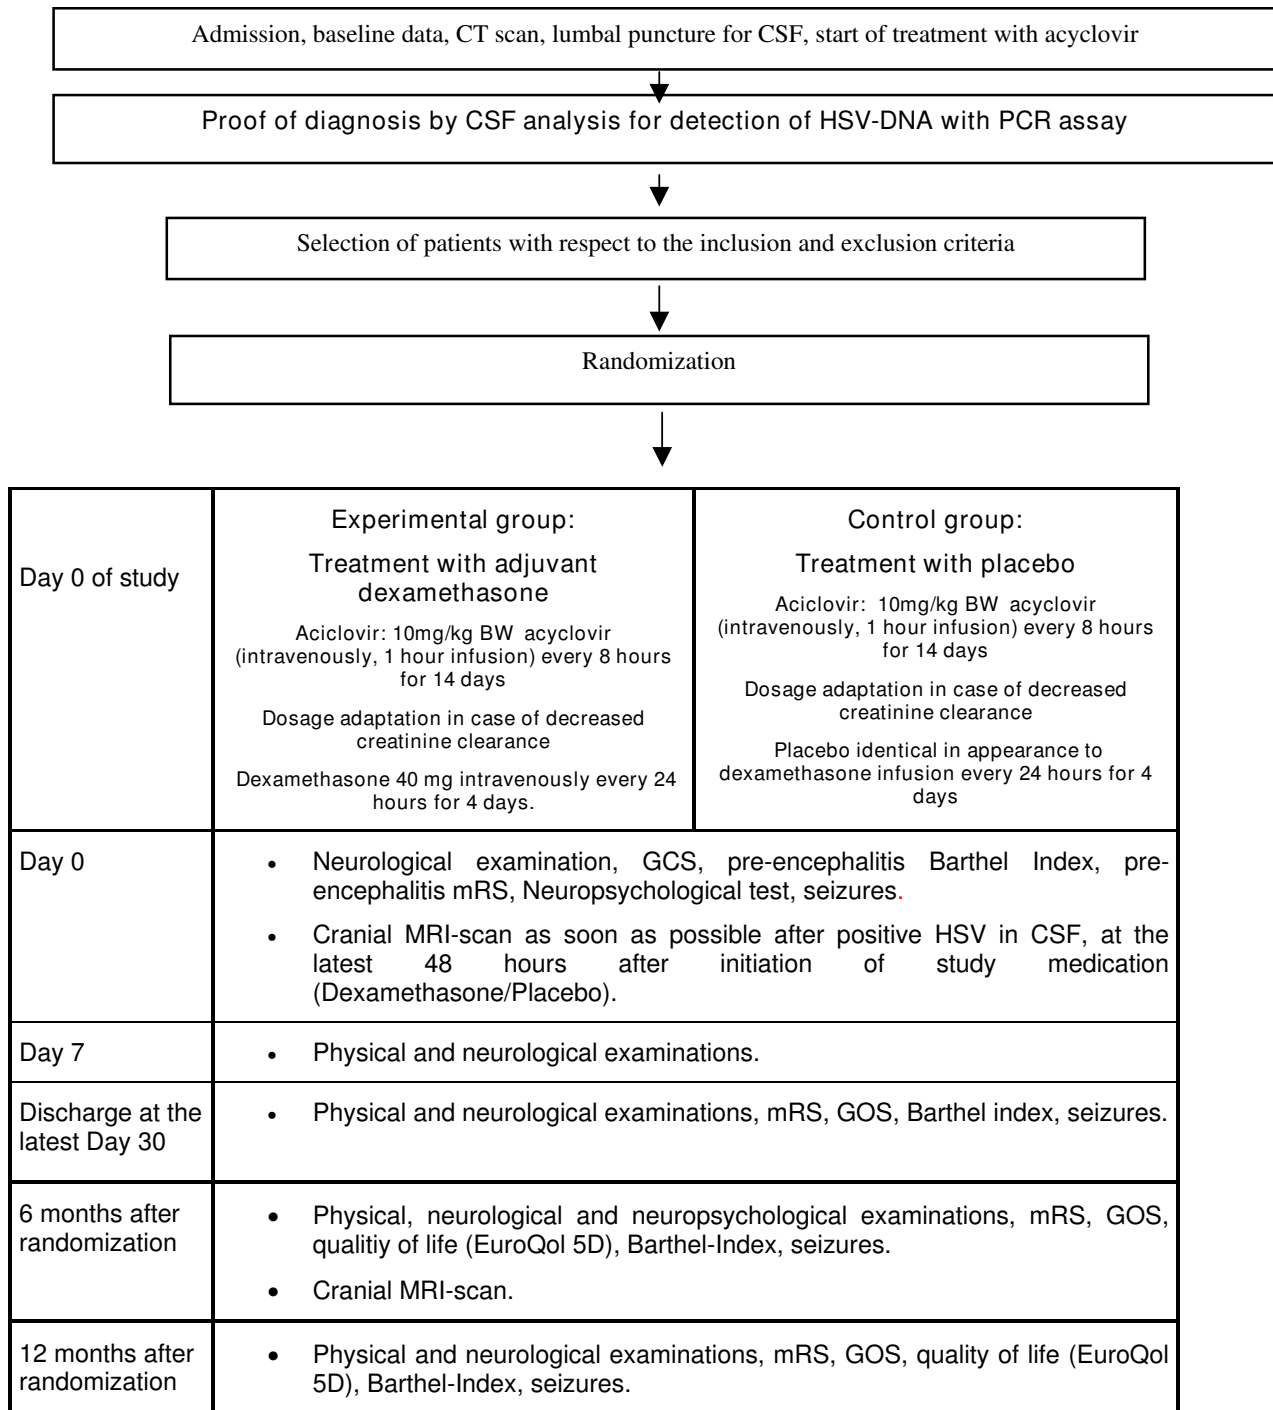 Admission, baseline data, CT scan, lumbal puncture for CSF, start of treatment with acyclovir
Proof of diagnosis by CSF analysis for detection of HSV-DNA with PCR assay
Selection of patients with respect to the inclusion and exclusion criteria
Randomization
Day 0 of study
Experimental group:
Treatment with adjuvant
dexamethasone
Aciclovir: 10mg/kg BW acyclovir
(intravenously, 1 hour infusion) every 8 hours
for 14 days
Dosage adaptation in case of decreased
creatinine clearance
Dexamethasone 40 mg intravenously every 24
hours for 4 days.
Control group:
Treatment with placebo
Aciclovir: 10mg/kg BW acyclovir
(intravenously, 1 hour infusion) every 8 hours
for 14 days
Dosage adaptation in case of decreased
creatinine clearance
Placebo identical in appearance to
dexamethasone infusion every 24 hours for 4
days
Day 0
• Neurological examination, GCS, pre-encephalitis Barthel Index, pre-
encephalitis mRS, Neuropsychological test, seizures.
• Cranial MRI-scan as soon as possible after positive HSV in CSF, at the
latest 48 hours after initiation of study medication
(Dexamethasone/Placebo).
Day 7
• Physical and neurological examinations.
Discharge at the
latest Day 30
• Physical and neurological examinations, mRS, GOS, Barthel index, seizures.
6 months after
randomization
• Physical, neurological and neuropsychological examinations, mRS, GOS,
qualitiy of life (EuroQol 5D), Barthel-Index, seizures.
• Cranial MRI-scan.
12 months after
randomization
• Physical and neurological examinations, mRS, GOS, quality of life (EuroQol
5D), Barthel-Index, seizures.